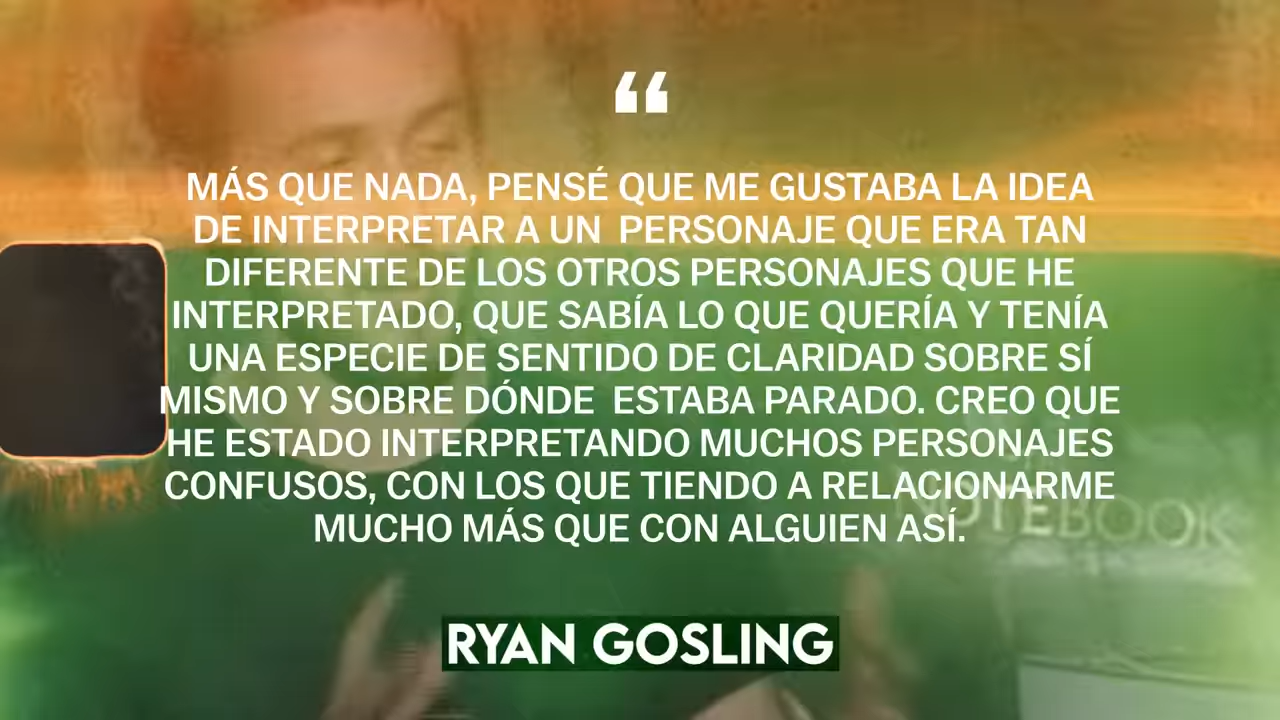 “
MÁS QUE NADA, PENSÉ QUE ME GUSTABA LA IDEA
DE INTERPRETAR A UN PERSONAJE QUE ERA TAN
DIFERENTE DE LOS OTROS PERSONAJES QUE HE
INTERPRETADO, QUE SABÍA LO QUE QUERÍA Y TENÍA
UNA ESPECIE DE SENTIDO DE CLARIDAD SOBRE SÍ
MISMO Y SOBRE DÓNDE ESTABA PARADO. CREO QUE
HE ESTADO INTERPRETANDO MUCHOS PERSONAJES
CONFUSOS, CON LOS QUE TIENDO A RELACIONARME
MUCHO MÁS QUE CON ALGUIEN ASÍ.
NOTEBOOK
RYAN GOSLING